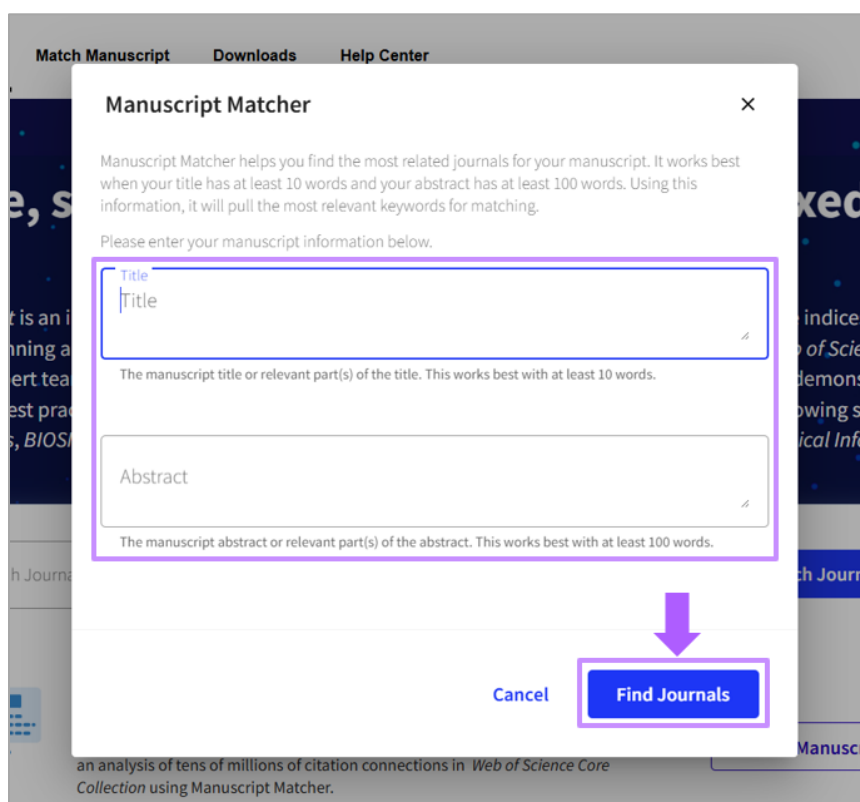 Match Manuscript Downloads Help Center
Manuscript Matcher
Manuscript Matcher helps you find the most related journals for your manuscript. It works best
when your title has at least 10 words and your abstract has at least 100 words. Using this
information, it will pull the most relevant keywords for matching.
Please enter your manuscript information below.
Title
Title
The manuscript title or relevant part(s) of the title. This works best with at least 10 words.
Abstract
The manuscript abstract or relevant part(s) of the abstract. This works best with at least 100 words.
Cancel Find Journals
an analysis of tens of millions of citation connections in Web of Science Core
Collection using Manuscript Matcher.